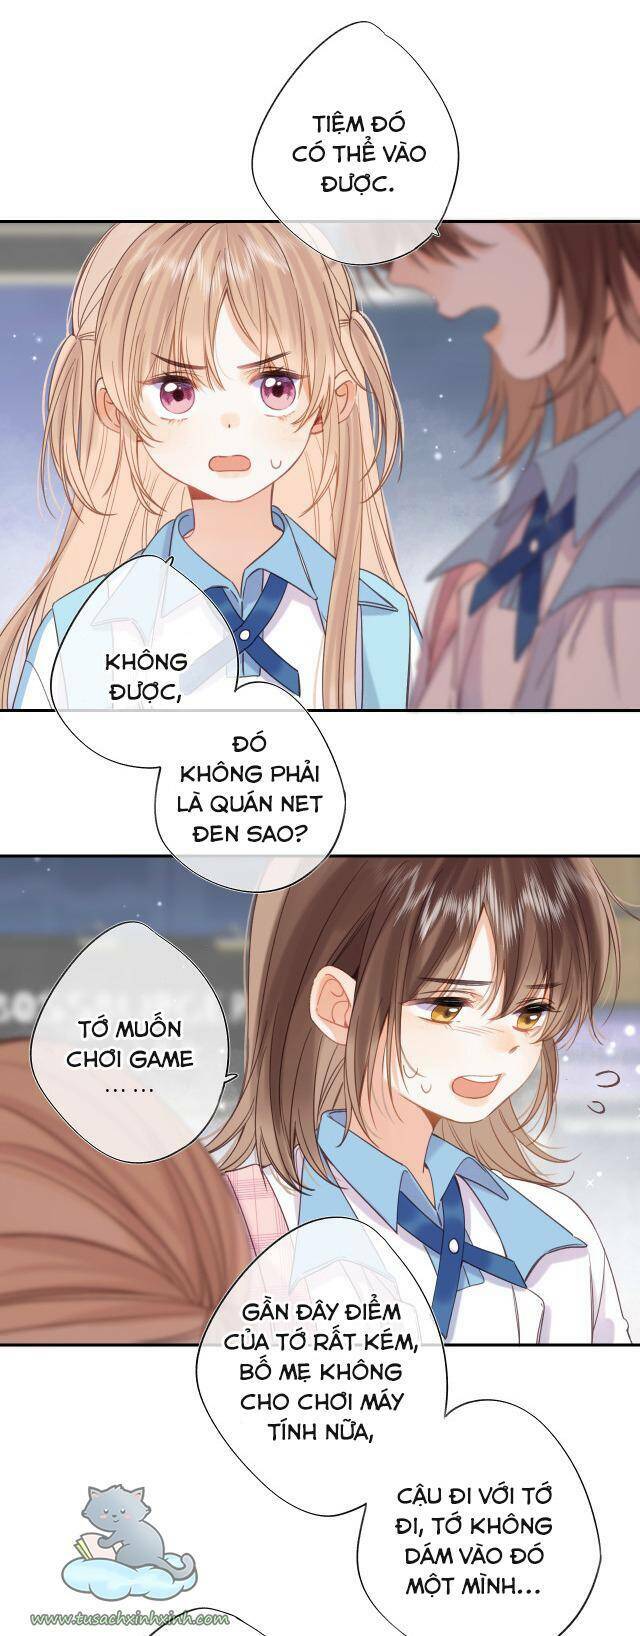 TIỆM ĐÓ
CÓ THỂ VÀO
ĐƯỢC.
KHÔNG
ĐƯỢC,
ĐÓ
KHÔNG PHẢI
LÀ QUÁN NET
ĐEN SAO?
TỚ MUỐN
CHƠI GAME
... ...
GẦN ĐÂY ĐIỂM
CỦA TỚ RẤT KÉM,
BỐ MẸ KHÔNG
CHO CHƠI MÁY
TÍNH NỮA,
CẬU ĐI VỚI TỚ
ĐI, TỚ KHÔNG
DÁM VÀO ĐÓ
MỘT MÌNH...
www.tusachxinhxinh.com